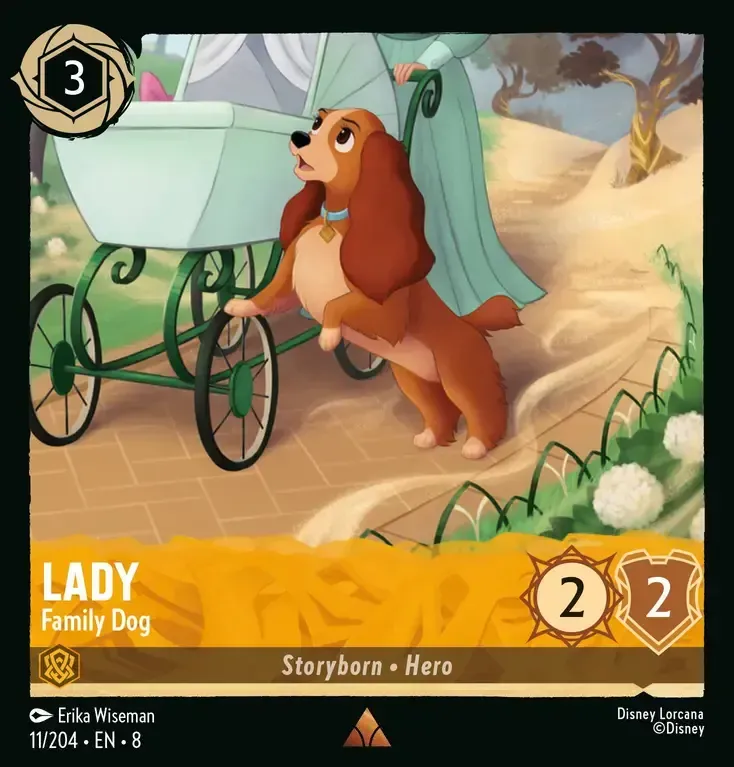 3
LADY
Family Dog
2 2
Storyborn • Hero
Erika Wiseman
11/204 • EN • 8
Disney Lorcana
©Disney